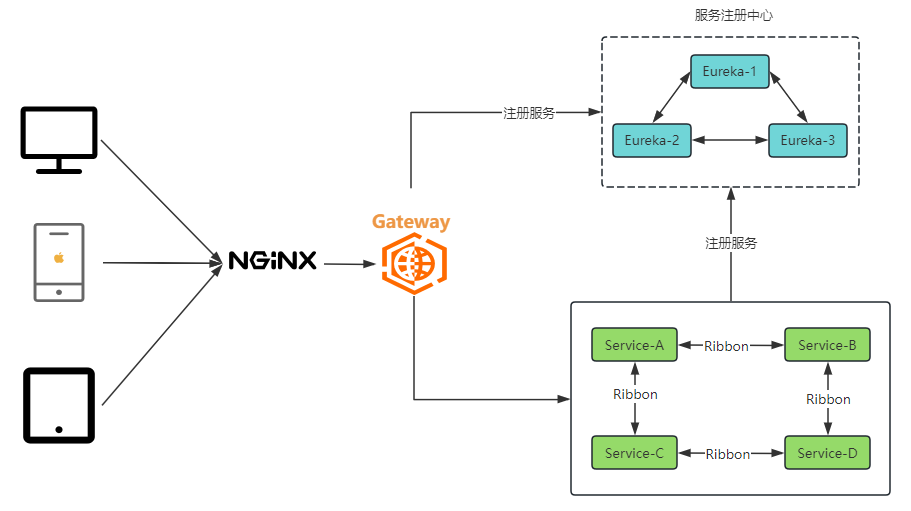 服务注册中心
Eureka-1
注册服务
Eureka-2
Eureka-3
Gateway
NGiNX
注册服务
Service-A
Ribbon
Service-B
Ribbon
Ribbon
Service-C
Ribbon
Service-D